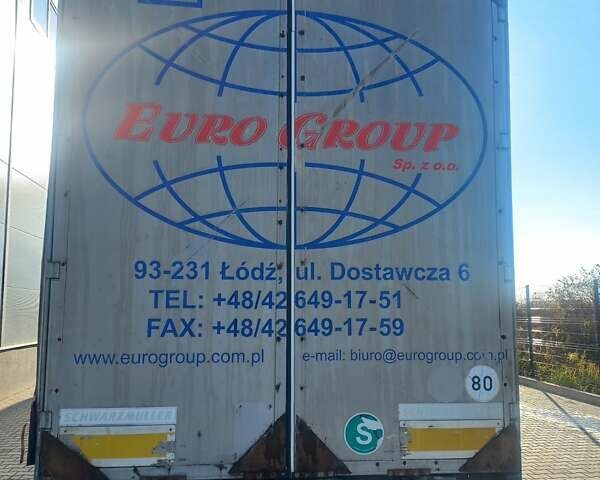 EURO GROUP
Sp. z o.o.
93-231 Łódź, ul. Dostawcza 6
TEL: +48/42 649-17-51
FAX: +48/42 649-17-59
www.eurogroup.com.pl e-mail: biuro@eurogroup.com.pl
80
SCHWARZMÜLLER SCHWARZMÜLLER
S